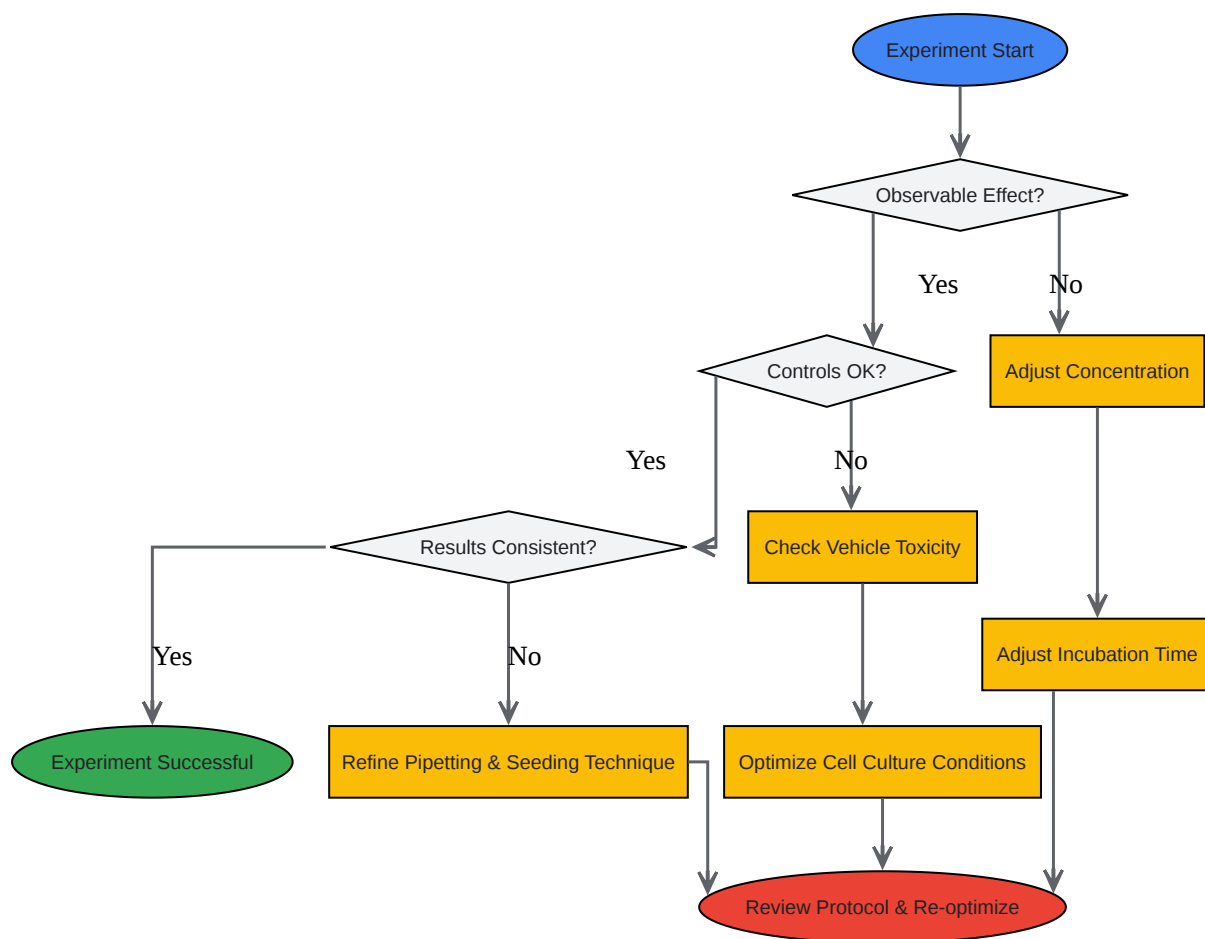 Experiment Start
Observable Effect?
Yes
No
Controls OK?
Adjust Concentration
Yes
No
Results Consistent?
Check Vehicle Toxicity
Yes
No
Adjust Incubation Time
Experiment Successful
Refine Pipetting & Seeding Technique
Optimize Cell Culture Conditions
Review Protocol & Re-optimize